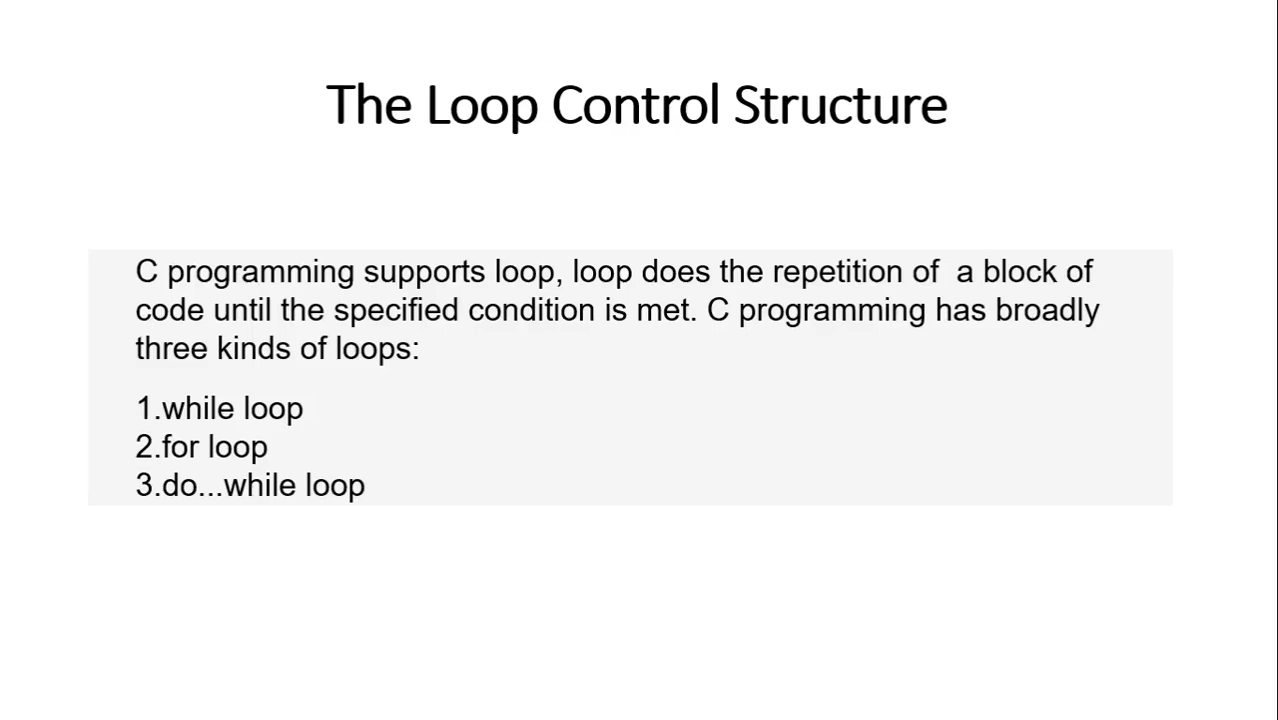 The Loop Control Structure
C programming supports loop, loop does the repetition of  a block of
code until the specified condition is met. C programming has broadly
three kinds of loops:
1.while loop
2.for loop
3.do...while loop